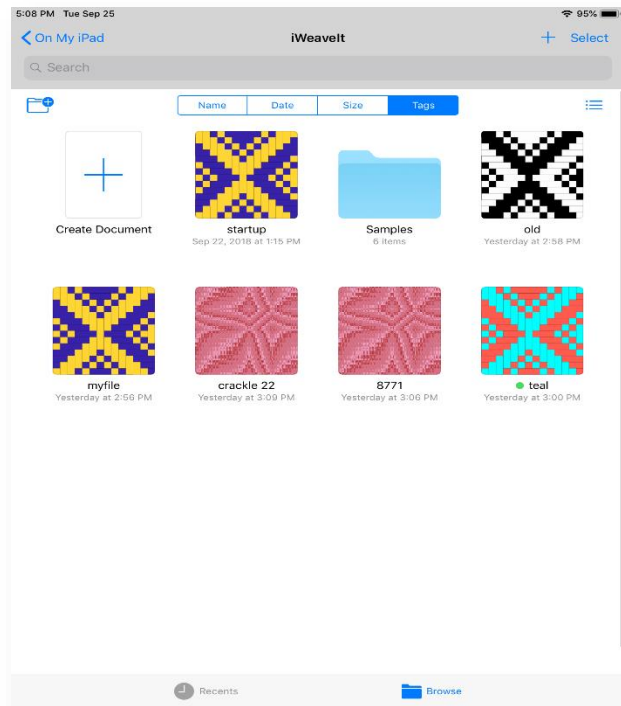 5:08 PM Tue Sep 25 95%
On My iPad iWeaveIt + Select
Search
Name Date Size Tags
Create Document startup Samples old
Sep 22, 2018 at 1:15 PM 6 items Yesterday at 2:58 PM
myfile crackle 22 8771 teal
Yesterday at 2:56 PM Yesterday at 3:09 PM Yesterday at 3:06 PM Yesterday at 3:00 PM
Recents Browse